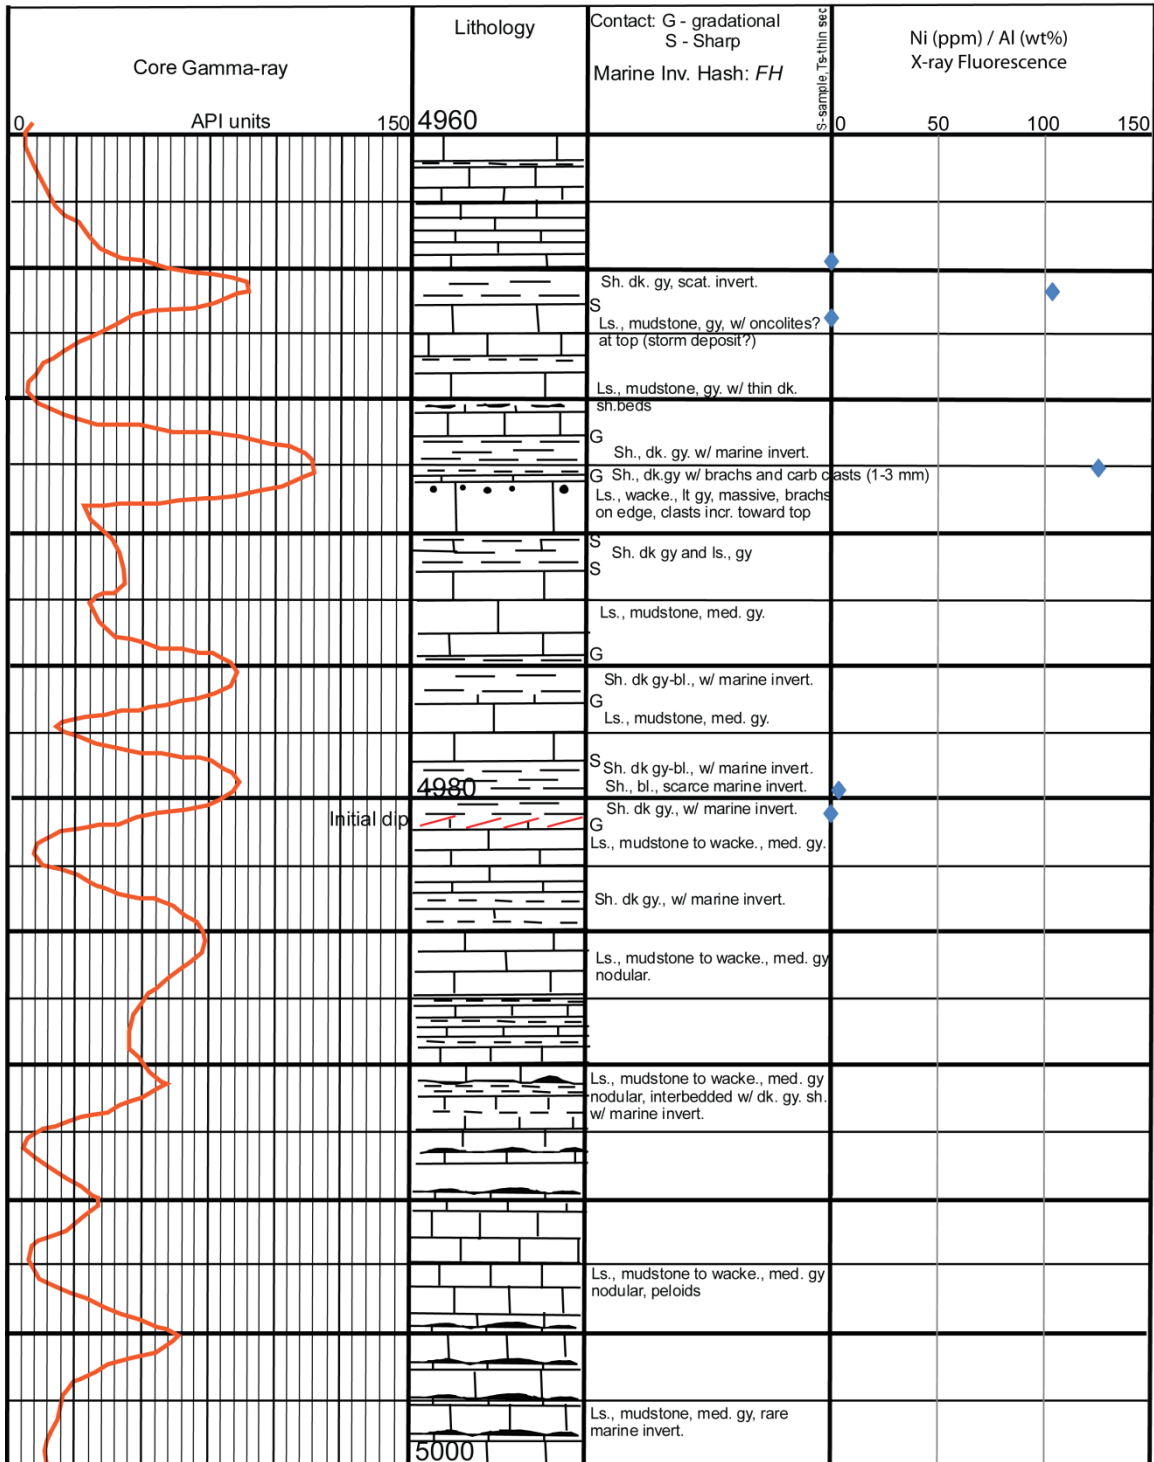 Core Gamma-ray
0 API units 150
Lithology
4960
Contact: G - gradational
S - Sharp
Marine Inv. Hash: FH
S-sample, Ts-thin sec
Ni (ppm) / Al (wt%)
X-ray Fluorescence
0 50 100 150
Sh. dk. gy, scat. invert.
S
Ls., mudstone, gy, w/ oncolites?
at top (storm deposit?)
Ls., mudstone, gy. w/ thin dk.
sh.beds
G
Sh., dk. gy. w/ marine invert.
G Sh., dk.gy w/ brachs and carb clasts (1-3 mm)
Ls., wacke., lt gy, massive, brachs
on edge, clasts incr. toward top
S
Sh. dk gy and ls., gy
S
Ls., mudstone, med. gy.
G
Sh. dk gy-bl., w/ marine invert.
G
Ls., mudstone, med. gy.
S Sh. dk gy-bl., w/ marine invert.
4980
Sh., bl., scarce marine invert.
Sh. dk gy., w/ marine invert.
Initial dip
G
Ls., mudstone to wacke., med. gy.
Sh. dk gy., w/ marine invert.
Ls., mudstone to wacke., med. gy
nodular.
Ls., mudstone to wacke., med. gy
nodular, interbedded w/ dk. gy. sh.
w/ marine invert.
Ls., mudstone to wacke., med. gy
nodular, peloids
Ls., mudstone, med. gy, rare
marine invert.
5000